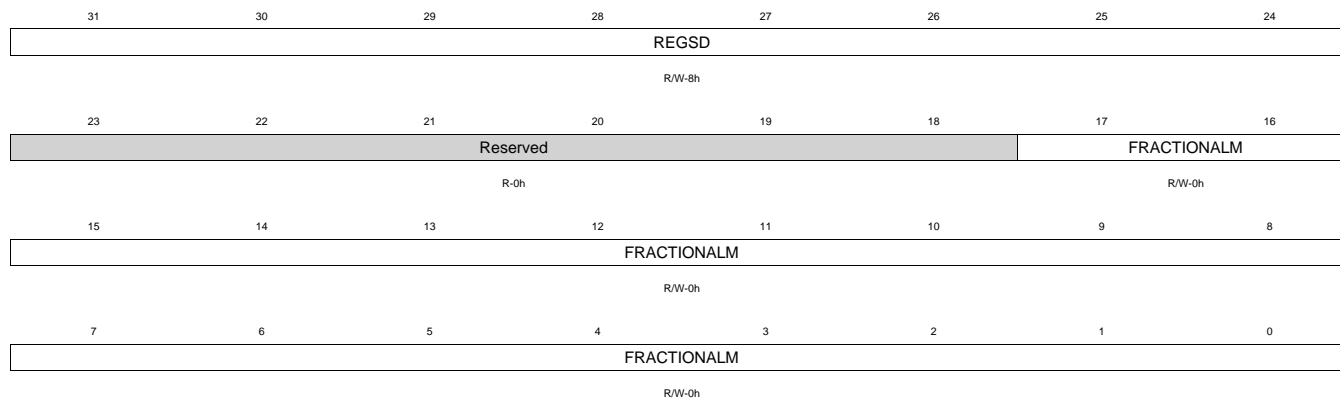 31 30 29 28 27 26 25 24
REGSD
R/W-8h
23 22 21 20 19 18 17 16
Reserved FRACTIONALM
R-0h R/W-0h
15 14 13 12 11 10 9 8
FRACTIONALM
R/W-0h
7 6 5 4 3 2 1 0
FRACTIONALM
R/W-0h